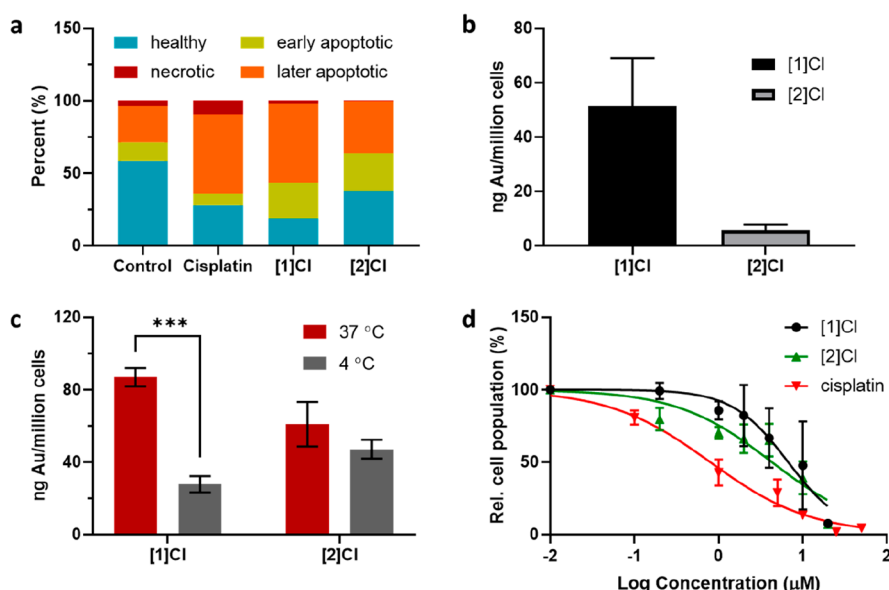 a
150
100
50
0
Percent (%)
healthy
early apoptotic
necrotic
later apoptotic
Control
Cisplatin
[1]Cl
[2]Cl
b
80
60
40
20
0
ng Au/million cells
[1]Cl
[2]Cl
[1]Cl
[2]Cl
c
120
80
40
0
ng Au/million cells
***
37 °C
4 °C
[1]Cl
[2]Cl
d
150
100
50
0
Rel. cell population (%)
[1]Cl
[2]Cl
cisplatin
-2
-1
0
1
2
Log Concentration (μM)